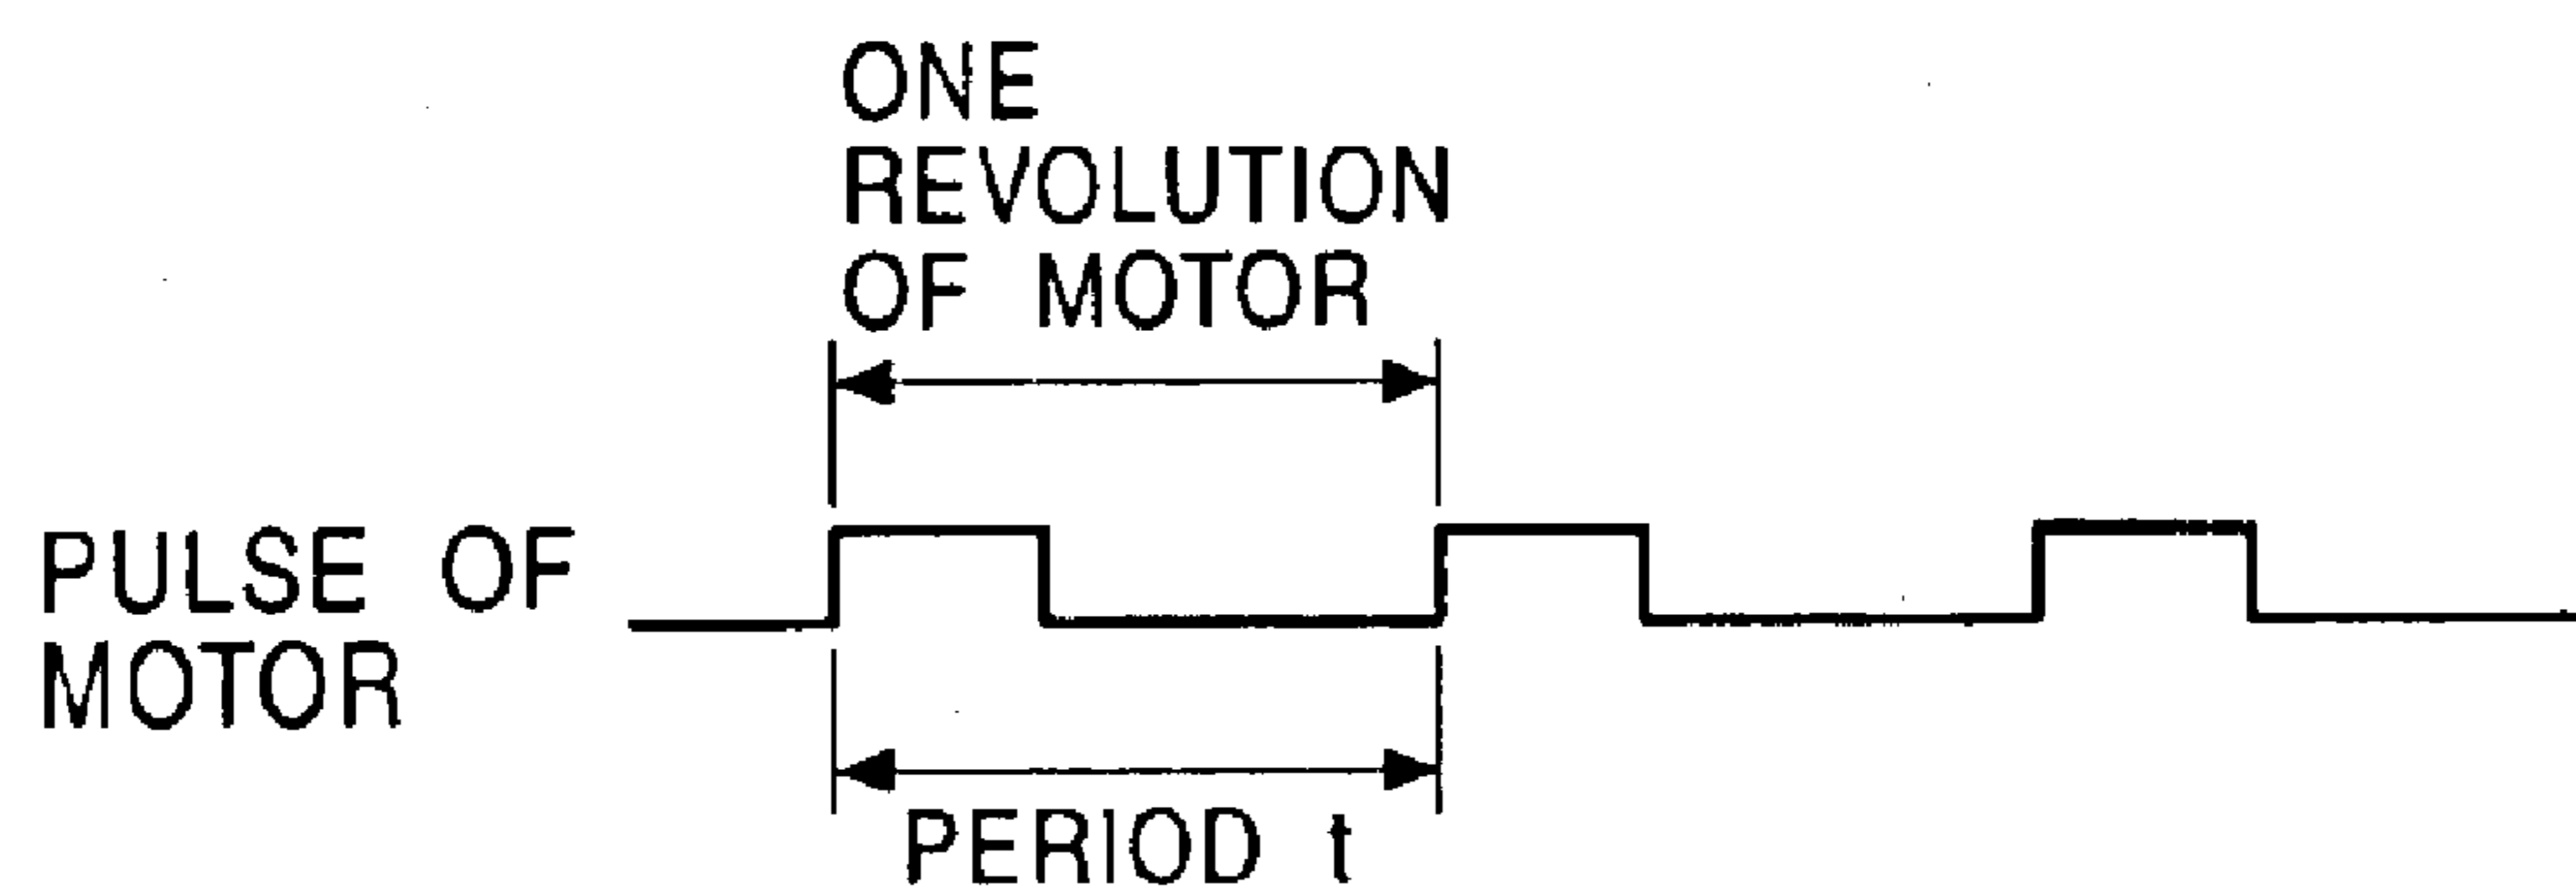 ONE
REVOLUTION
OF MOTOR
PULSE OF
MOTOR
PERIOD t